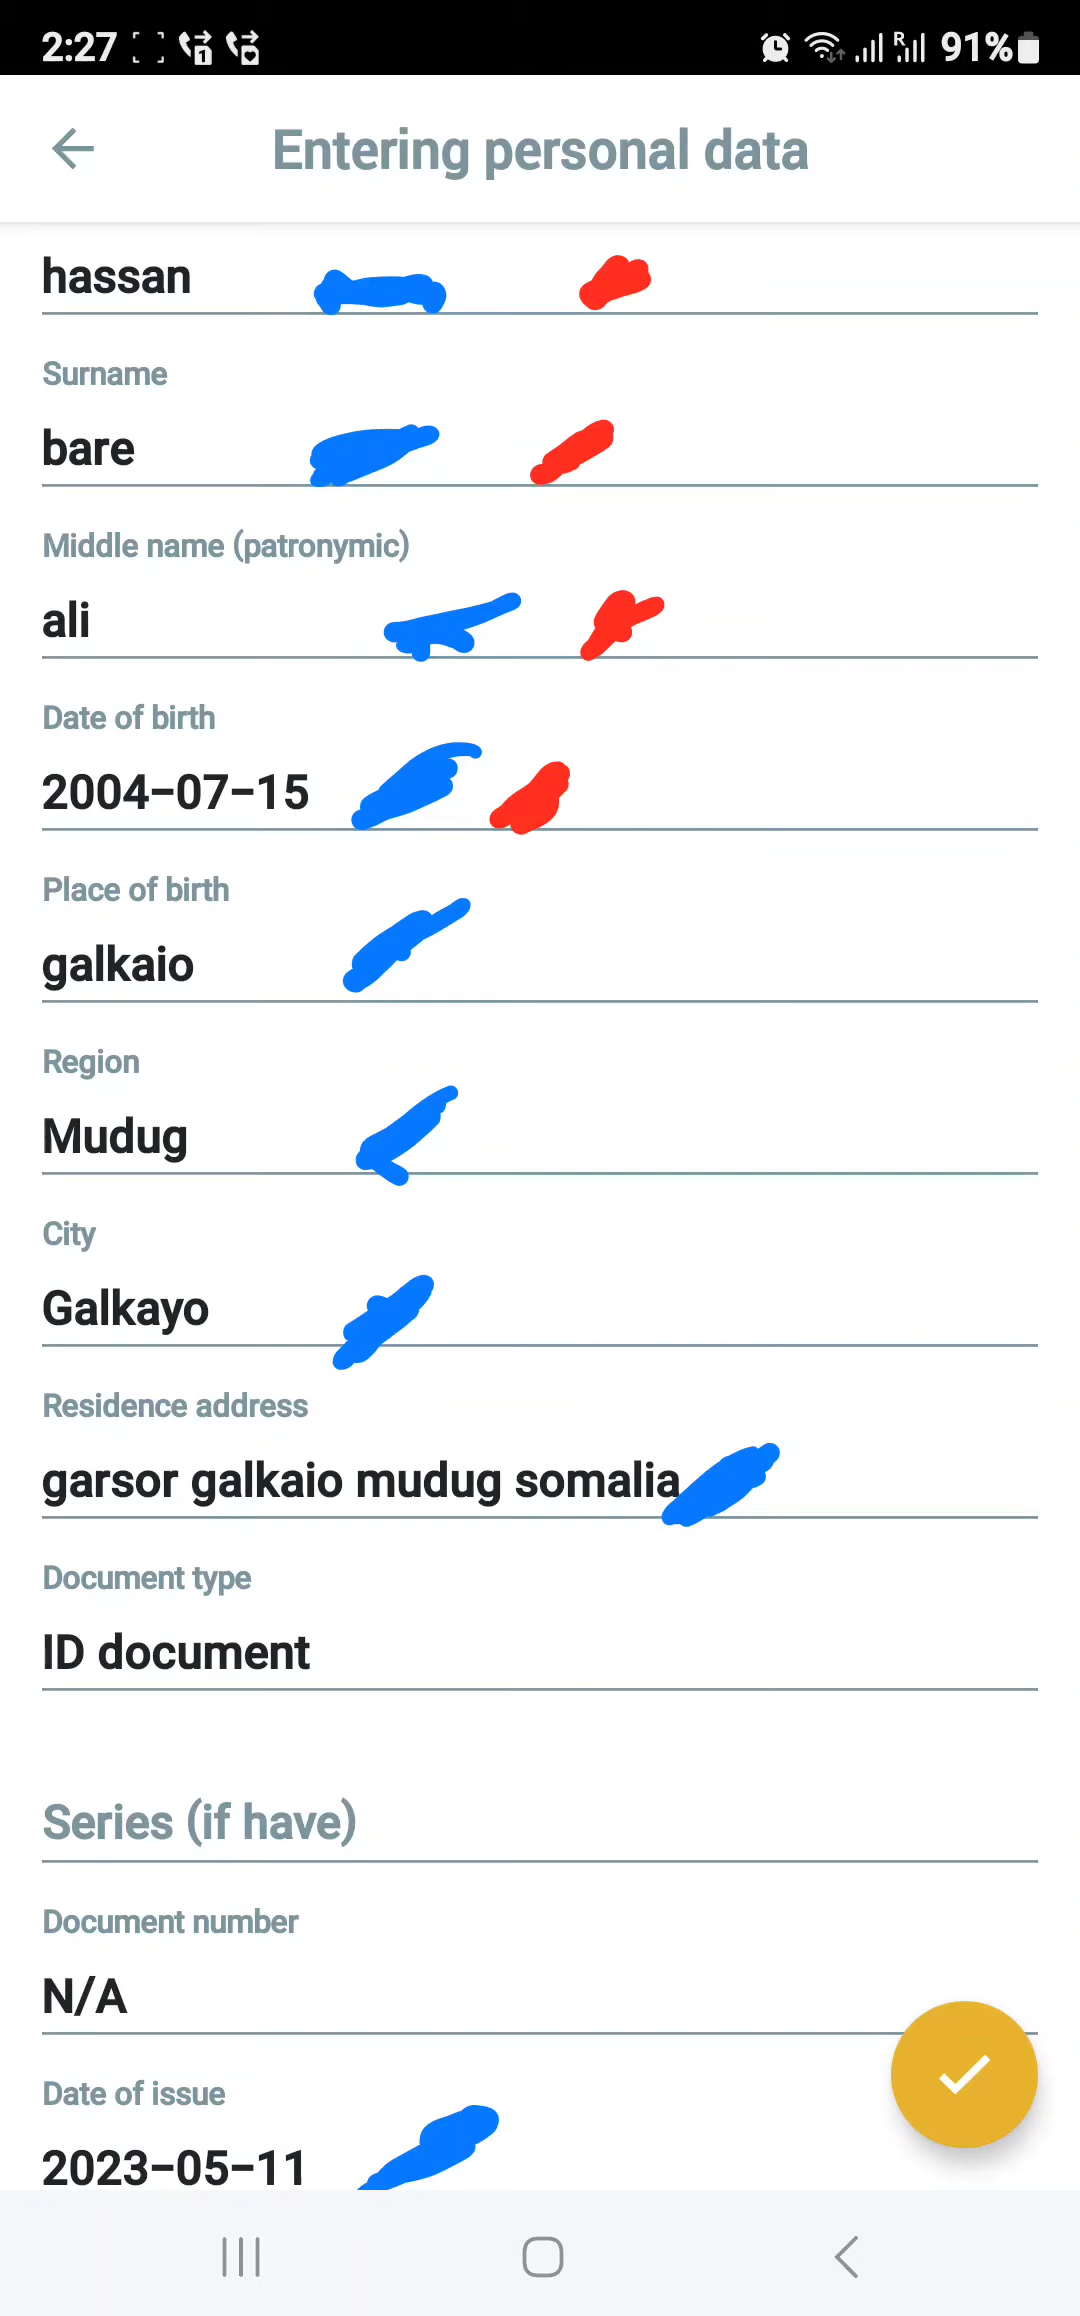 2:27 91%
Entering personal data
hassan
Surname
bare
Middle name (patronymic)
ali
Date of birth
2004-07-15
Place of birth
galkaio
Region
Mudug
City
Galkayo
Residence address
garsor galkaio mudug somalia
Document type
ID document
Series (if have)
Document number
N/A
Date of issue
2023-05-11